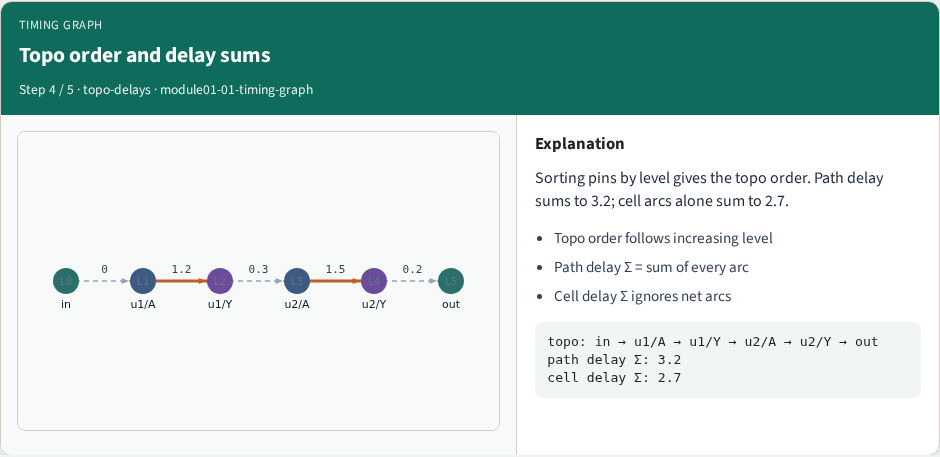 TIMING GRAPH
Topo order and delay sums
Step 4 / 5 · topo-delays · module01-01-timing-graph
0 1.2 0.3 1.5 0.2
L0 L1 L2 L3 L4 L5
in u1/A u1/Y u2/A u2/Y out
Explanation
Sorting pins by level gives the topo order. Path delay
sums to 3.2; cell arcs alone sum to 2.7.
• Topo order follows increasing level
• Path delay Σ = sum of every arc
• Cell delay Σ ignores net arcs
topo: in → u1/A → u1/Y → u2/A → u2/Y → out
path delay Σ: 3.2
cell delay Σ: 2.7